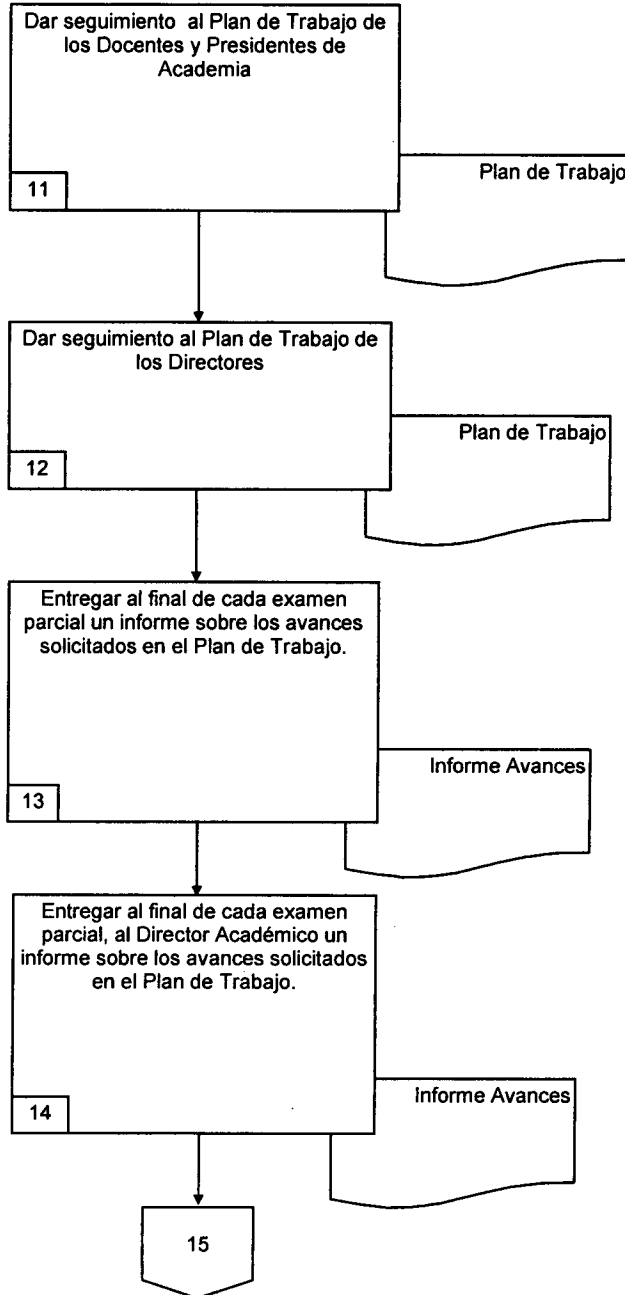 Dar seguimiento al Plan de Trabajo de
los Docentes y Presidentes de
Academia
11
Plan de Trabajo
Dar seguimiento al Plan de Trabajo de
los Directores
12
Plan de Trabajo
Entregar al final de cada examen
parcial un informe sobre los avances
solicitados en el Plan de Trabajo.
13
Informe Avances
Entregar al final de cada examen
parcial, al Director Académico un
informe sobre los avances solicitados
en el Plan de Trabajo.
14
Informe Avances
15